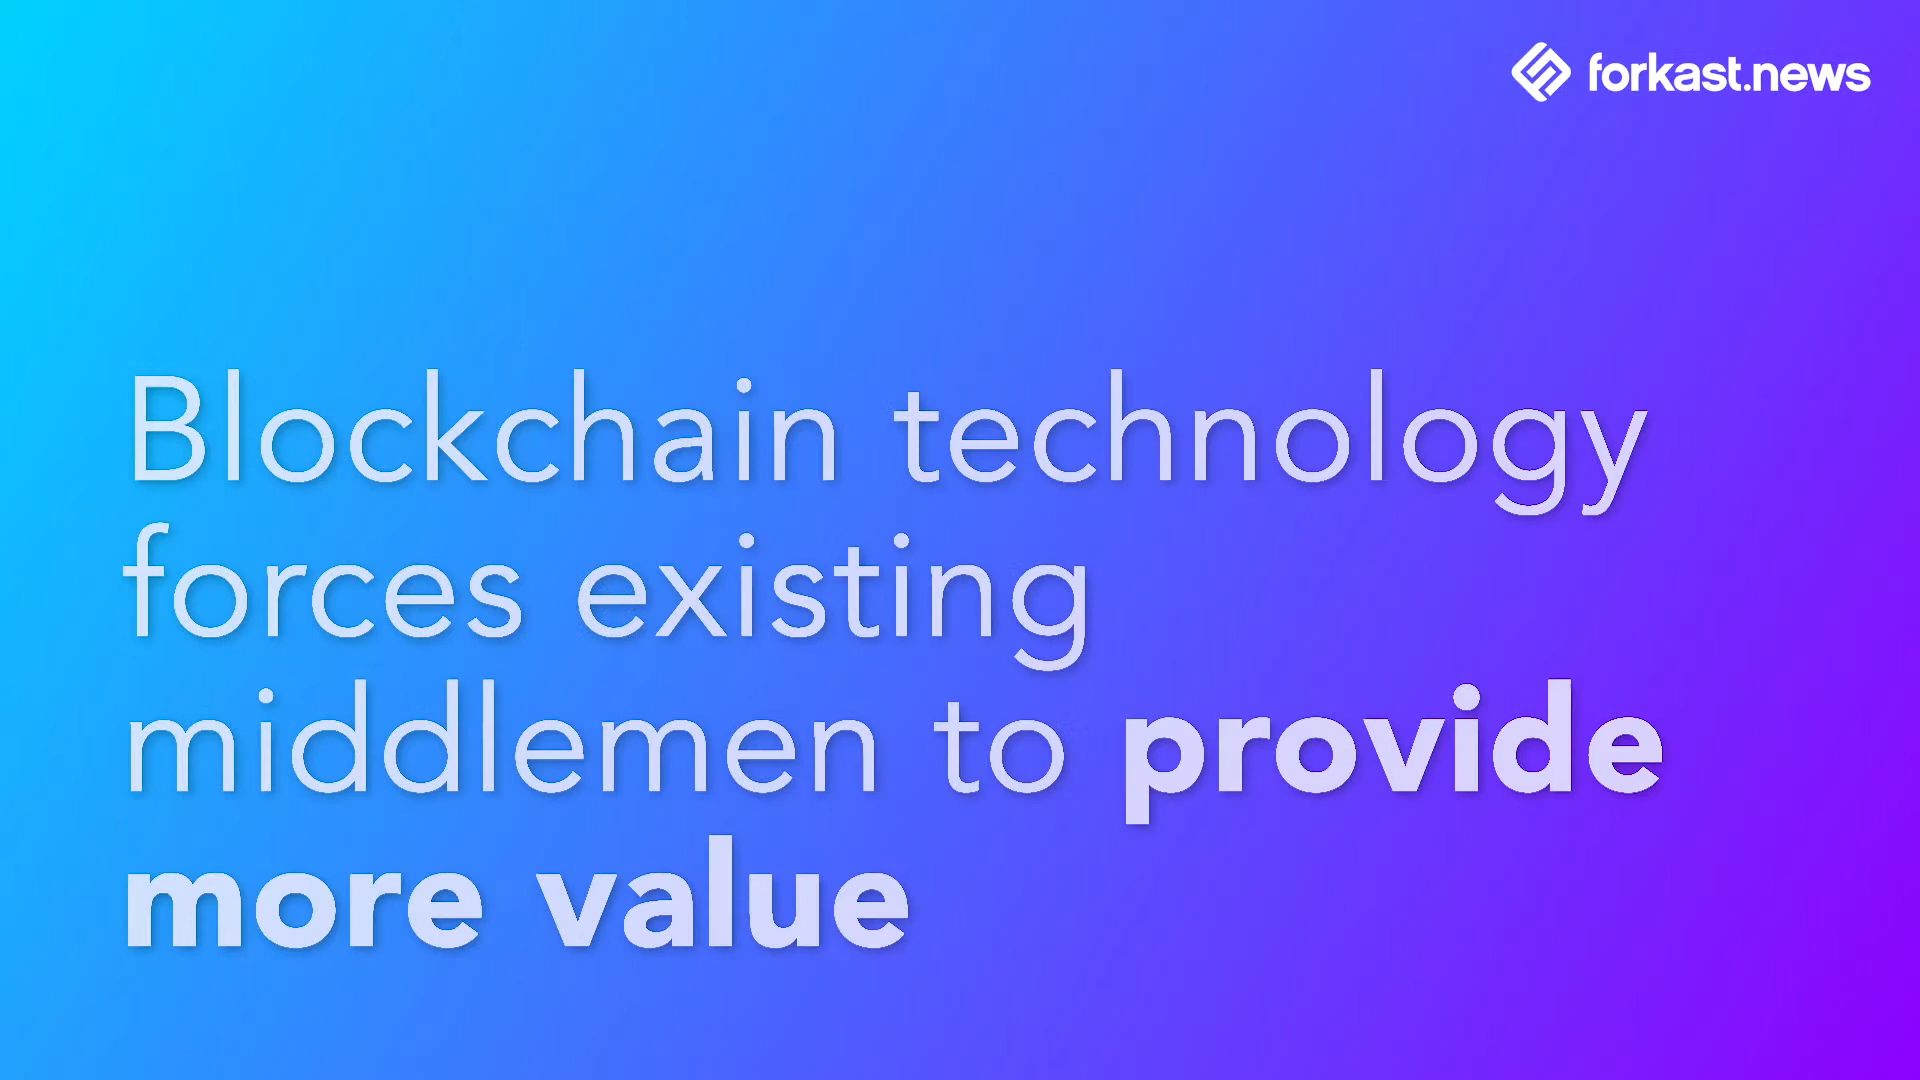 forkast.news
Blockchain technology
forces existing
middlemen to provide
more value